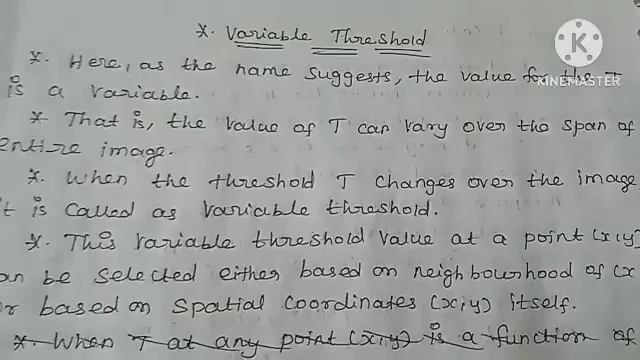 *. Variable Threshold
*. Here, as the name suggests, the value for the T
is a variable.
* That is, the value of T can vary over the span of
entire image.
*. When the threshold T changes over the image
it is called as variable threshold.
*. This variable threshold value at a point (x,y)
can be selected either based on neighbourhood of (x
or based on spatial coordinates (x,y) itself.
*. When T at any point (x,y) is a function of
K
KINEMASTER